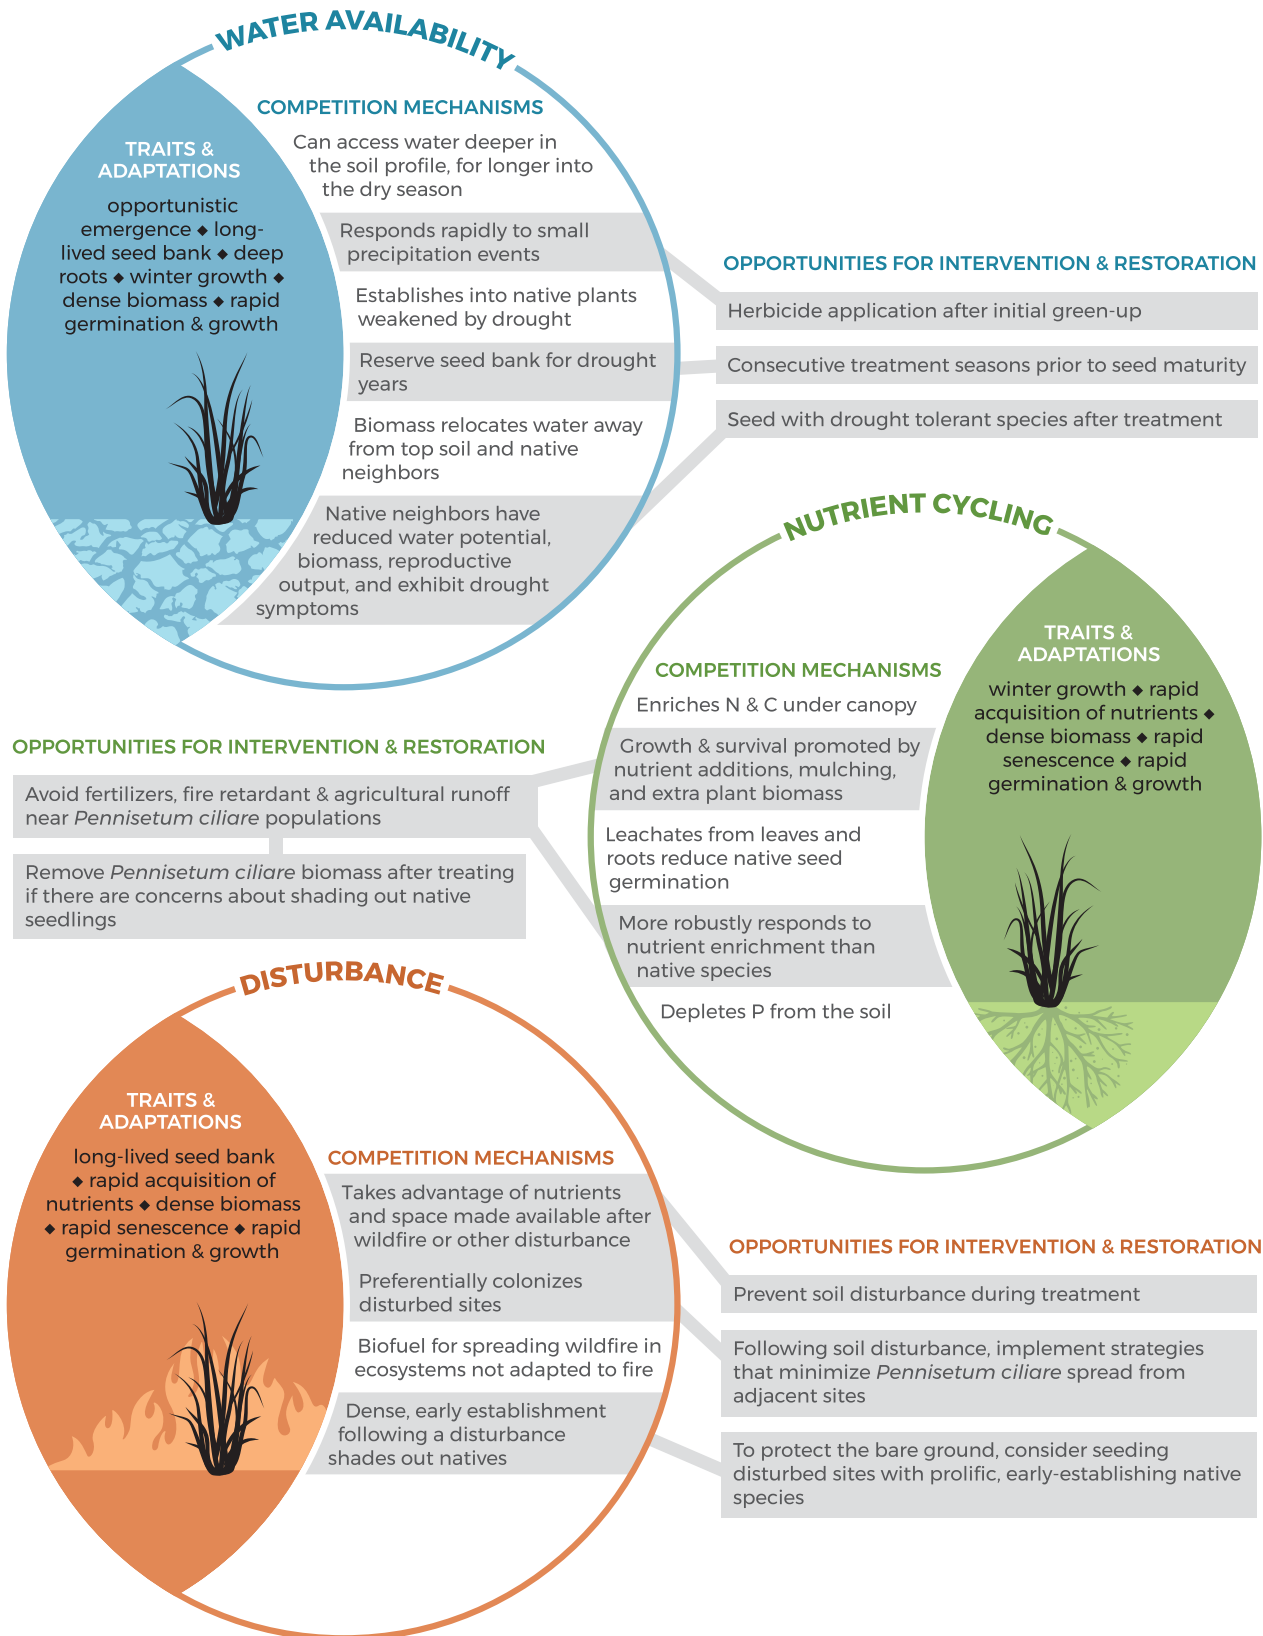 WATER AVAILABILITY
TRAITS &
ADAPTATIONS
opportunistic
emergence ◆ long-
lived seed bank ◆ deep
roots ◆ winter growth ◆
dense biomass ◆ rapid
germination & growth
COMPETITION MECHANISMS
Can access water deeper in
the soil profile, for longer into
the dry season
Responds rapidly to small
precipitation events
Establishes into native plants
weakened by drought
Reserve seed bank for drought
years
Biomass relocates water away
from top soil and native
neighbors
Native neighbors have
reduced water potential,
biomass, reproductive
output, and exhibit drought
symptoms
OPPORTUNITIES FOR INTERVENTION & RESTORATION
Herbicide application after initial green-up
Consecutive treatment seasons prior to seed maturity
Seed with drought tolerant species after treatment
NUTRIENT CYCLING
TRAITS &
ADAPTATIONS
winter growth ◆ rapid
acquisition of nutrients ◆
dense biomass ◆ rapid
senescence ◆ rapid
germination & growth
COMPETITION MECHANISMS
Enriches N & C under canopy
Growth & survival promoted by
nutrient additions, mulching,
and extra plant biomass
Leachates from leaves and
roots reduce native seed
germination
More robustly responds to
nutrient enrichment than
native species
Depletes P from the soil
OPPORTUNITIES FOR INTERVENTION & RESTORATION
Avoid fertilizers, fire retardant & agricultural runoff
near Pennisetum ciliare populations
Remove Pennisetum ciliare biomass after treating
if there are concerns about shading out native
seedlings
DISTURBANCE
TRAITS &
ADAPTATIONS
long-lived seed bank
◆ rapid acquisition of
nutrients ◆ dense biomass
◆ rapid senescence ◆ rapid
germination & growth
COMPETITION MECHANISMS
Takes advantage of nutrients
and space made available after
wildfire or other disturbance
Preferentially colonizes
disturbed sites
Biofuel for spreading wildfire in
ecosystems not adapted to fire
Dense, early establishment
following a disturbance
shades out natives
OPPORTUNITIES FOR INTERVENTION & RESTORATION
Prevent soil disturbance during treatment
Following soil disturbance, implement strategies
that minimize Pennisetum ciliare spread from
adjacent sites
To protect the bare ground, consider seeding
disturbed sites with prolific, early-establishing native
species